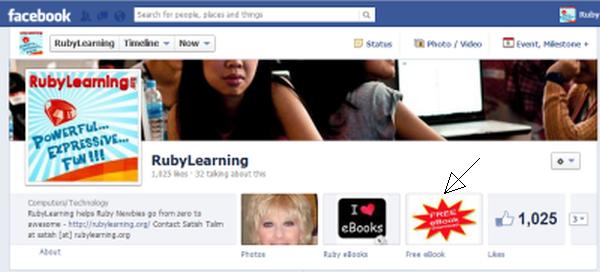 facebook
Search for people, places and things
Ruby
RubyLearning
Timeline
Now
Status
Photo / Video
Event, Milestone +
RubyLearning
POWERFUL...
EXPRESSIVE...
FUN!!!
RubyLearning
1,025 likes · 32 talking about this
Computers/Technology
RubyLearning helps Ruby Newbies go from zero to
awesome - http://rubylearning.org/ Contact Satish Talim
at satish [at] rubylearning.org
About
Photos
I ♥
eBooks
Ruby eBooks
FREE
eBook
Free eBook
1,025
Likes
3